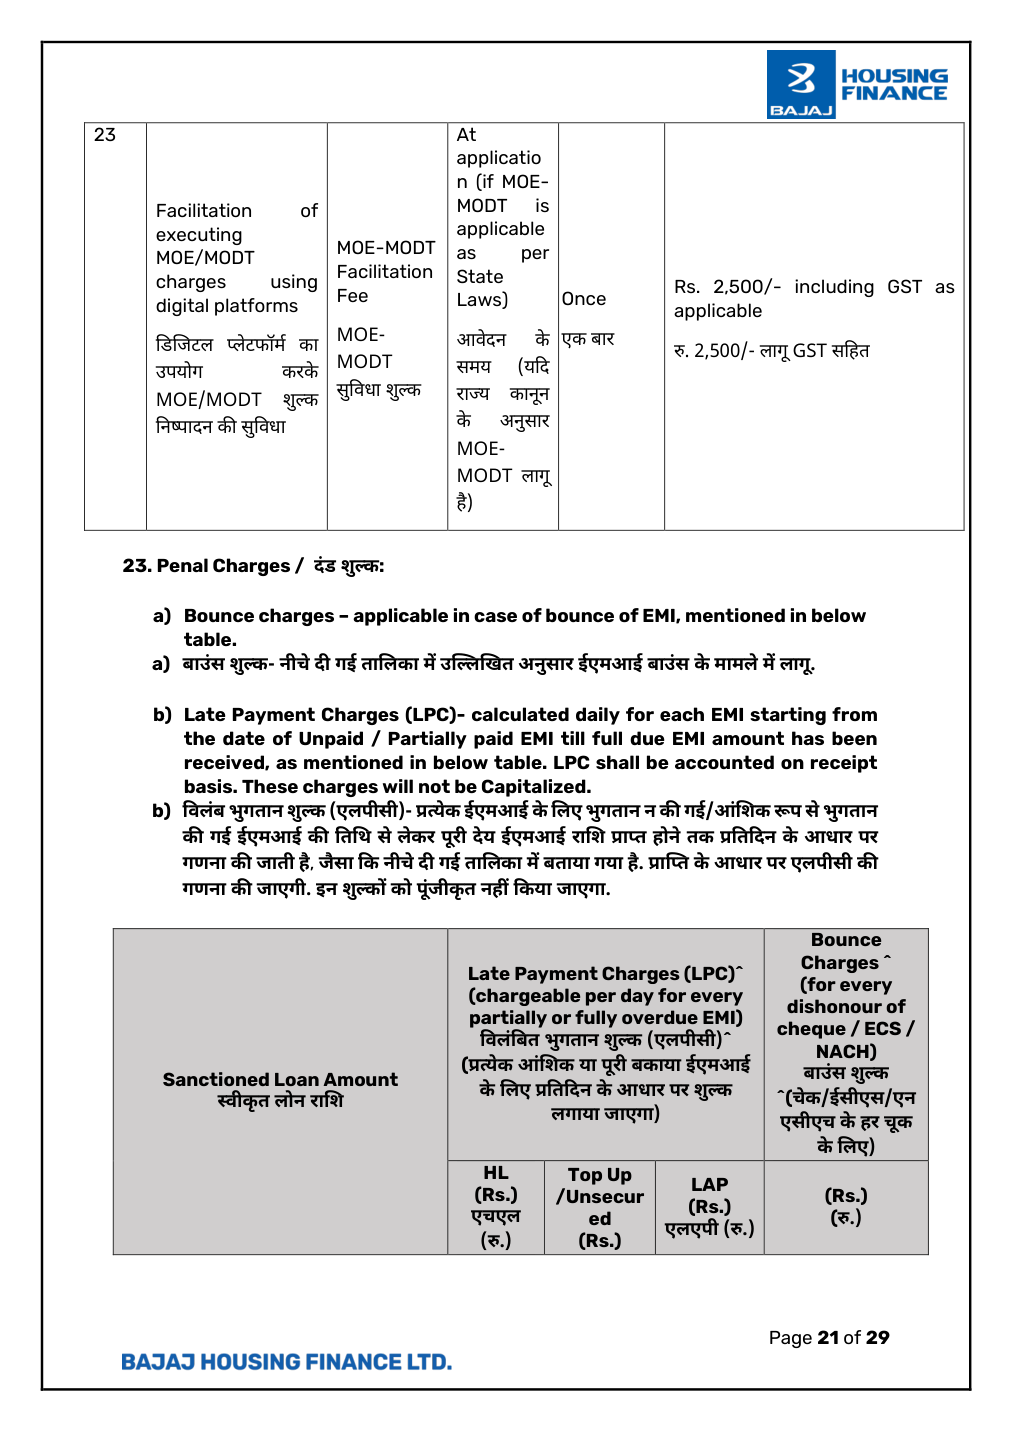 BAJAJ
HOUSING
FINANCE
23
Facilitation of
executing
MOE/MODT
charges using
digital platforms
डिजिटल प्लेटफॉर्म का
उपयोग करके
MOE/MODT शुल्क
निष्पादन की सुविधा
MOE-MODT
Facilitation
Fee
MOE-
MODT
सुविधा शुल्क
At
applicatio
n (if MOE-
MODT is
applicable
as per
State
Laws)
आवेदन के
समय (यदि
राज्य कानून
के अनुसार
MOE-
MODT लागू
है)
Once
एक बार
Rs. 2,500/- including GST as
applicable
रु. 2,500/- लागू GST सहित
23. Penal Charges / दंड शुल्क:
a) Bounce charges – applicable in case of bounce of EMI, mentioned in below
table.
a) बाउंस शुल्क- नीचे दी गई तालिका में उल्लिखित अनुसार ईएमआई बाउंस के मामले में लागू.
b) Late Payment Charges (LPC)- calculated daily for each EMI starting from
the date of Unpaid / Partially paid EMI till full due EMI amount has been
received, as mentioned in below table. LPC shall be accounted on receipt
basis. These charges will not be Capitalized.
b) विलंब भुगतान शुल्क (एलपीसी)- प्रत्येक ईएमआई के लिए भुगतान न की गई/आंशिक रूप से भुगतान
की गई ईएमआई की तिथि से लेकर पूरी देय ईएमआई राशि प्राप्त होने तक प्रतिदिन के आधार पर
गणना की जाती है, जैसा कि नीचे दी गई तालिका में बताया गया है. प्राप्ति के आधार पर एलपीसी की
गणना की जाएगी. इन शुल्कों को पूंजीकृत नहीं किया जाएगा.
Sanctioned Loan Amount
स्वीकृत लोन राशि
Late Payment Charges (LPC)^
(chargeable per day for every
partially or fully overdue EMI)
विलंबित भुगतान शुल्क (एलपीसी)^
(प्रत्येक आंशिक या पूरी बकाया ईएमआई
के लिए प्रतिदिन के आधार पर शुल्क
लगाया जाएगा)
Bounce
Charges ^
(for every
dishonour of
cheque / ECS /
NACH)
बाउंस शुल्क
^(चेक/ईसीएस/एन
एसीएच के हर चूक
के लिए)
HL
(Rs.)
एचएल
(रु.)
Top Up
/Unsecur
ed
(Rs.)
LAP
(Rs.)
एलएपी (रु.)
(Rs.)
(रु.)
Page 21 of 29
BAJAJ HOUSING FINANCE LTD.